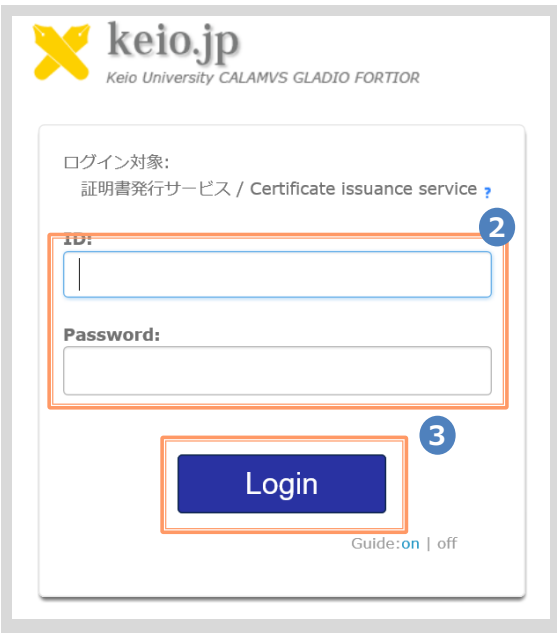 keio.jp
Keio University CALAMVS GLADIO FORTIOR
ログイン対象:
証明書発行サービス / Certificate issuance service ?
2
ID:
Password:
3
Login
Guide:on | off